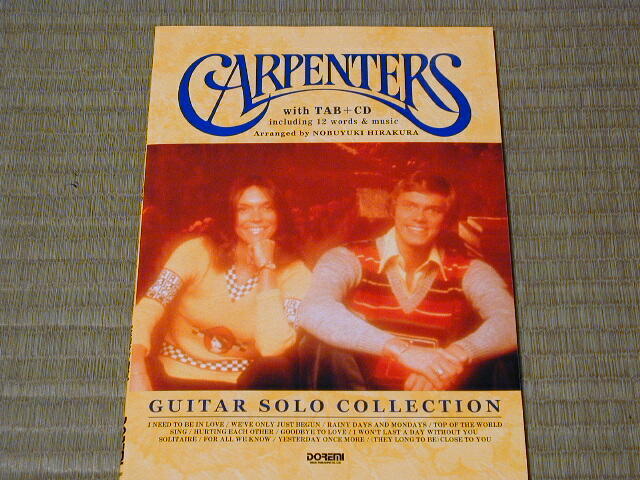 CARPENTERS
with TAB+CD
including 12 words & music
Arranged by NOBUYUKI HIRAKURA
GUITAR SOLO COLLECTION
I NEED TO BE IN LOVE / WE'VE ONLY JUST BEGUN / RAINY DAYS AND MONDAYS / TOP OF THE WORLD
SING / HURTING EACH OTHER / GOODBYE TO LOVE / I WON'T LAST A DAY WITHOUT YOU
SOLITAIRE / FOR ALL WE KNOW / YESTERDAY ONCE MORE / (THEY LONG TO BE) CLOSE TO YOU
DOREMI